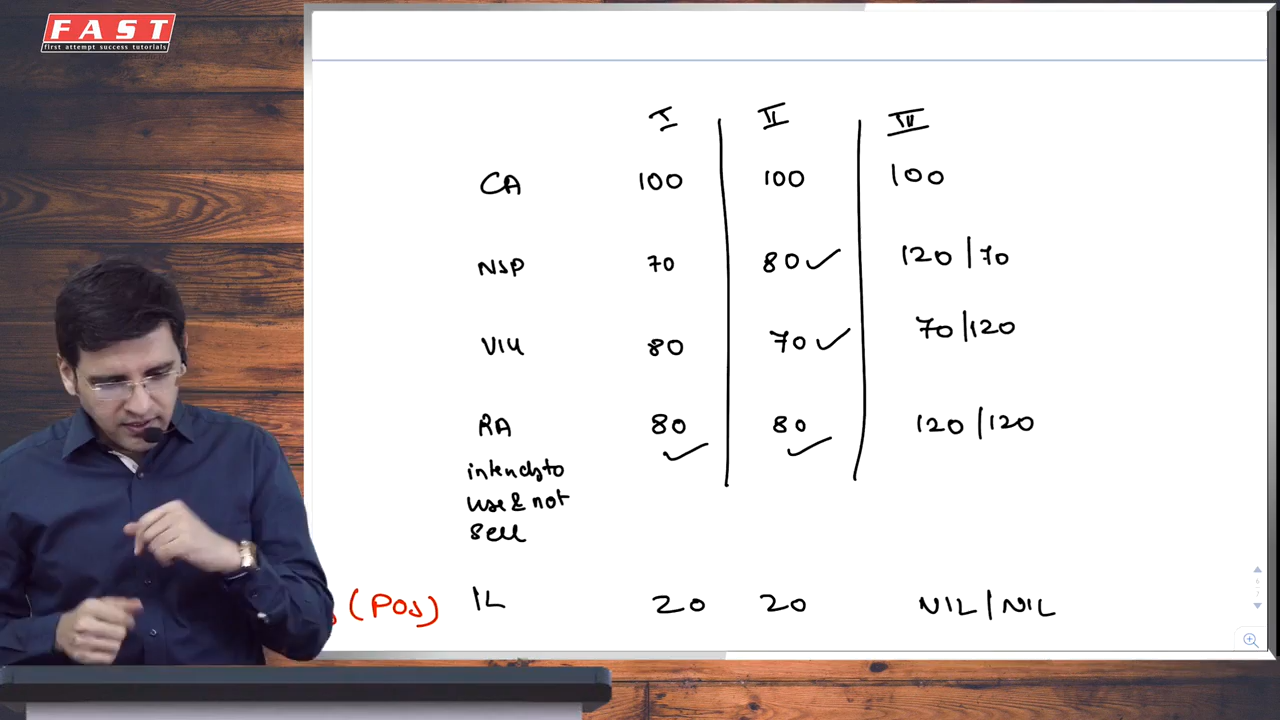 FAST
first attempt success tutorials
I II III
CA 100 100 100
NSP 70 80 ✓ 120 | 70
VIU 80 70 ✓ 70 | 120
RA 80 ✓ 80 ✓ 120 | 120
intends to
use & not
sell
(POS) IL 20 20 NIL / NIL